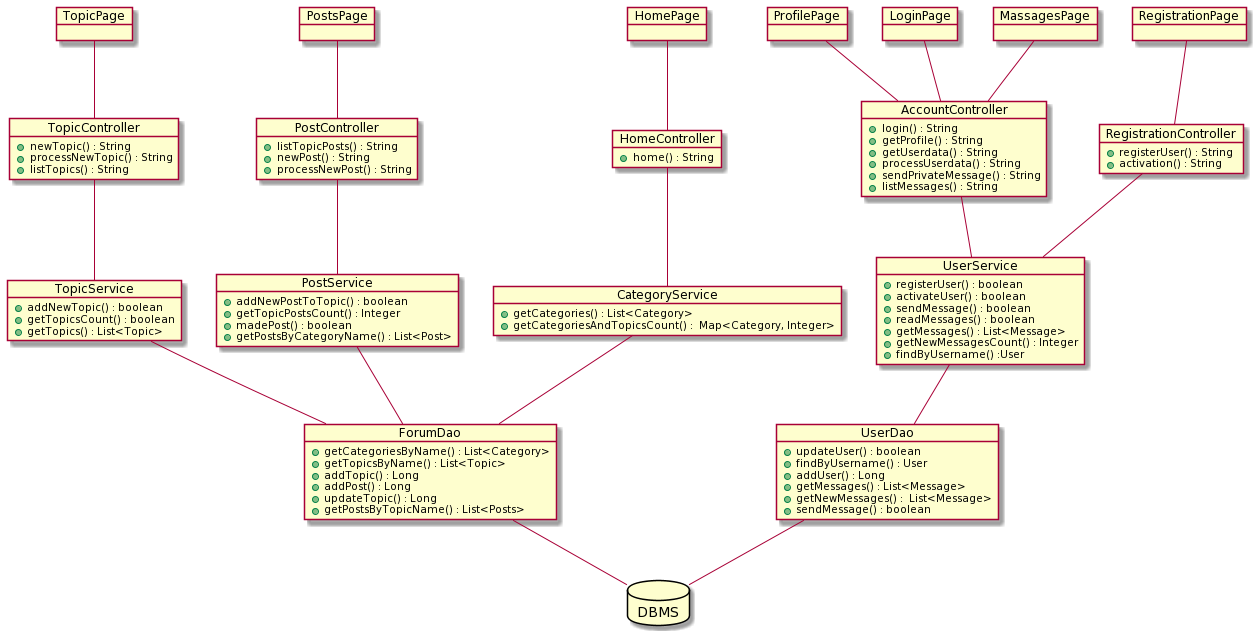 TopicPage
PostsPage
HomePage
ProfilePage
LoginPage
MassagesPage
RegistrationPage
TopicController
newTopic() : String
processNewTopic() : String
listTopics() : String
PostController
listTopicPosts() : String
newPost() : String
processNewPost() : String
HomeController
home() : String
AccountController
login() : String
getProfile() : String
getUserdata() : String
processUserdata() : String
sendPrivateMessage() : String
listMessages() : String
RegistrationController
registerUser() : String
activation() : String
TopicService
addNewTopic() : boolean
getTopicsCount() : boolean
getTopics() : List<Topic>
PostService
addNewPostToTopic() : boolean
getTopicPostsCount() : Integer
madePost() : boolean
getPostsByCategoryName() : List<Post>
CategoryService
getCategories() : List<Category>
getCategoriesAndTopicsCount() :  Map<Category, Integer>
UserService
registerUser() : boolean
activateUser() : boolean
sendMessage() : boolean
readMessages() : boolean
getMessages() : List<Message>
getNewMessagesCount() : Integer
findByUsername() :User
ForumDao
getCategoriesByName() : List<Category>
getTopicsByName() : List<Topic>
addTopic() : Long
addPost() : Long
updateTopic() : Long
getPostsByTopicName() : List<Posts>
UserDao
updateUser() : boolean
findByUsername() : User
addUser() : Long
getMessages() : List<Message>
getNewMessages() :  List<Message>
sendMessage() : boolean
DBMS